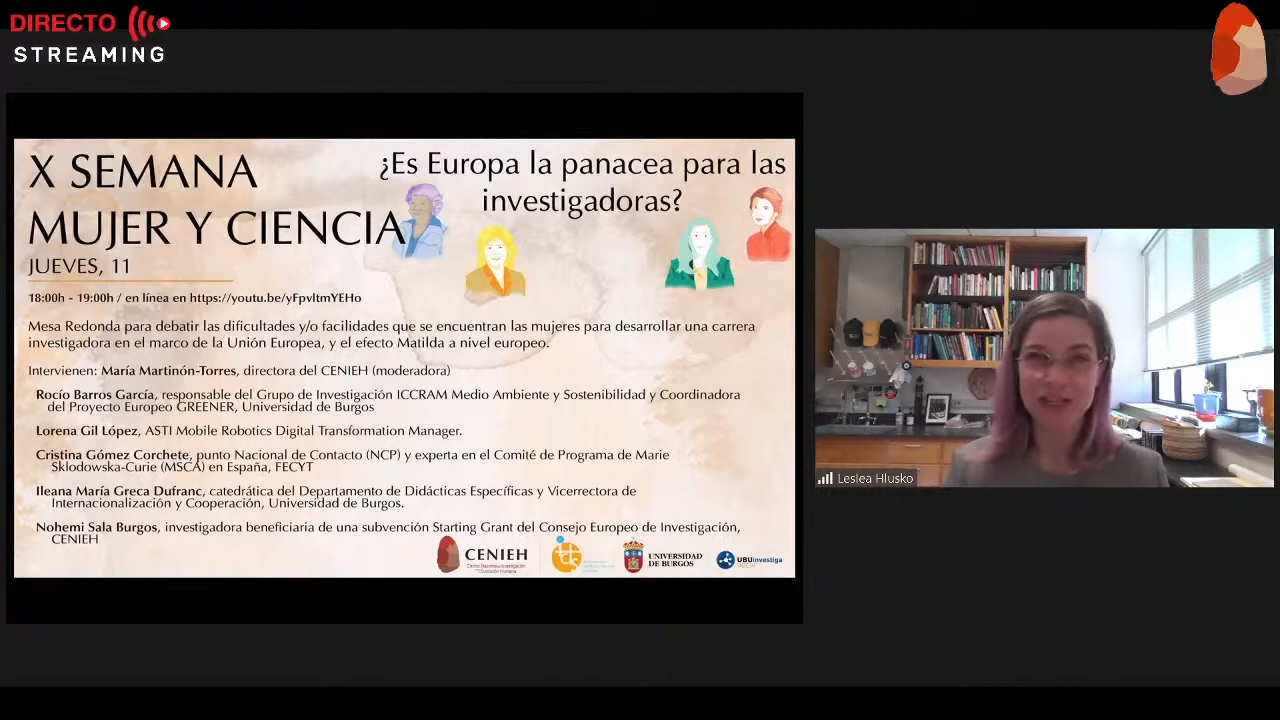 DIRECTO
STREAMING
X SEMANA
MUJER Y CIENCIA
JUEVES, 11
¿Es Europa la panacea para las
investigadoras?
18:00h - 19:00h / en línea en https://youtu.be/yFpvltmYEHo
Mesa Redonda para debatir las dificultades y/o facilidades que se encuentran las mujeres para desarrollar una carrera
investigadora en el marco de la Unión Europea, y el efecto Matilda a nivel europeo.
Intervienen: María Martinón-Torres, directora del CENIEH (moderadora)
Rocío Barros García, responsable del Grupo de Investigación ICCRAM Medio Ambiente y Sostenibilidad y Coordinadora
del Proyecto Europeo GREENER, Universidad de Burgos
Lorena Gil López, ASTI Mobile Robotics Digital Transformation Manager.
Cristina Gómez Corchete, punto Nacional de Contacto (NCP) y experta en el Comité de Programa de Marie
Sklodowska-Curie (MSCA) en España, FECYT
Ileana María Greca Dufranc, catedrática del Departamento de Didácticas Específicas y Vicerrectora de
Internacionalización y Cooperación, Universidad de Burgos.
Nohemi Sala Burgos, investigadora beneficiaria de una subvención Starting Grant del Consejo Europeo de Investigación,
CENIEH
CENIEH
UNIVERSIDAD
DE BURGOS
UBUinvestiga
Leslea Hlusko